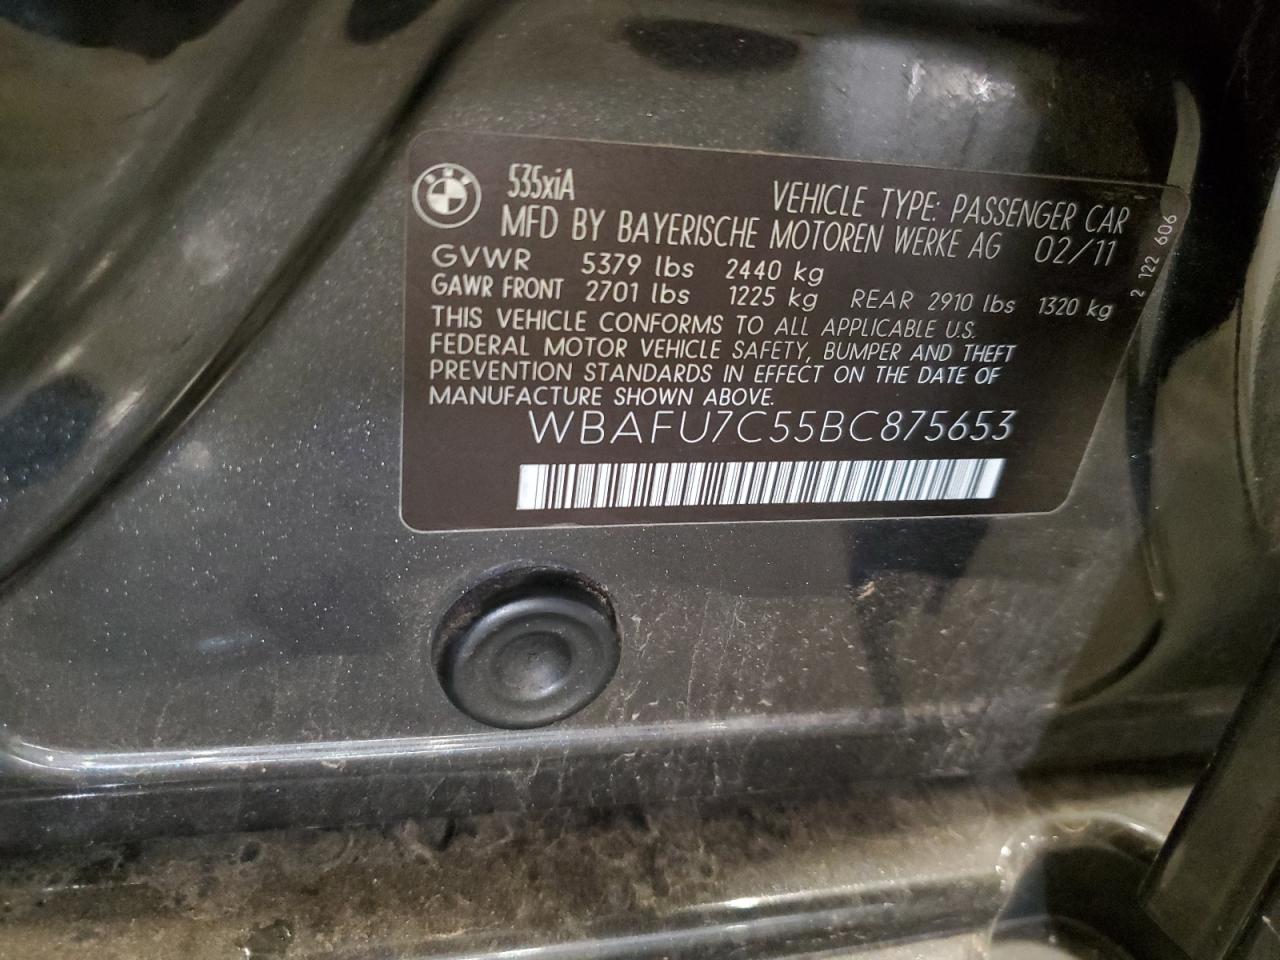 535xiA
VEHICLE TYPE: PASSENGER CAR
MFD BY BAYERISCHE MOTOREN WERKE AG 02/11
GVWR 5379 lbs 2440 kg
GAWR FRONT 2701 lbs 1225 kg REAR 2910 lbs 1320 kg
THIS VEHICLE CONFORMS TO ALL APPLICABLE U.S.
FEDERAL MOTOR VEHICLE SAFETY, BUMPER AND THEFT
PREVENTION STANDARDS IN EFFECT ON THE DATE OF
MANUFACTURE SHOWN ABOVE.
WBAFU7C55BC875653
2 122 606
BMW